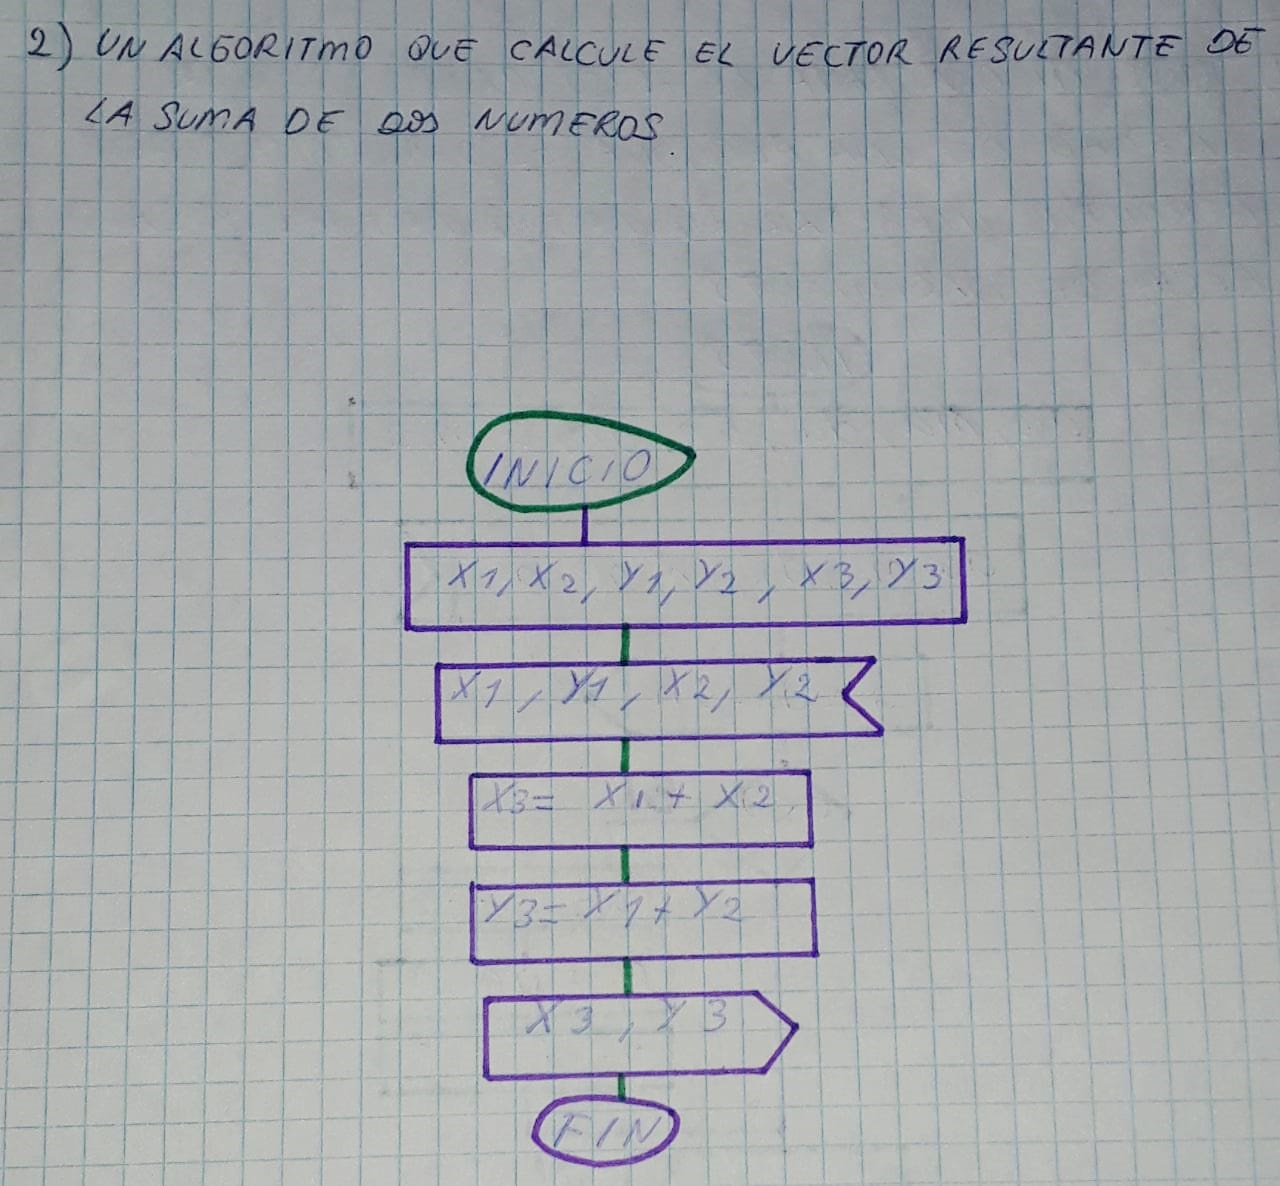 2) UN ALGORITMO QUE CALCULE EL VECTOR RESULTANTE DE
LA SUMA DE DOS NUMEROS.
INICIO
X1, X2, Y1, Y2, X3, Y3
X1, Y1, X2, Y2
X3= X1+ X2
Y3= X1+ Y2
X3, Y3
FIN